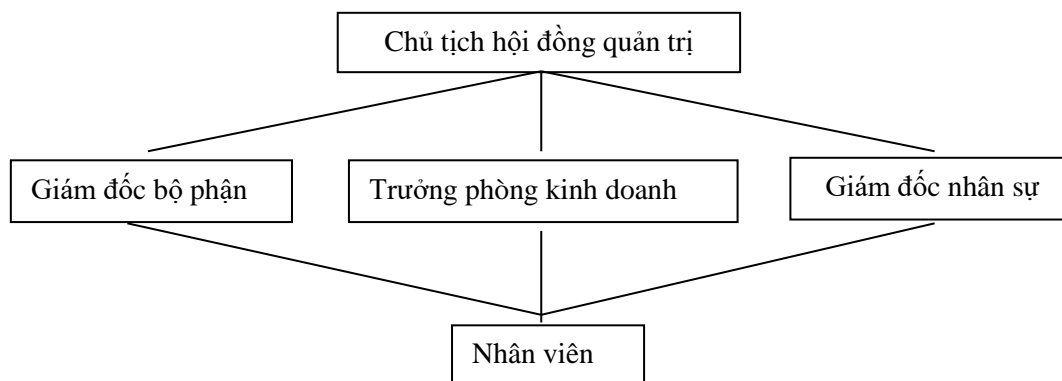 Chủ tịch hội đồng quản trị
Giám đốc bộ phận
Trưởng phòng kinh doanh
Giám đốc nhân sự
Nhân viên